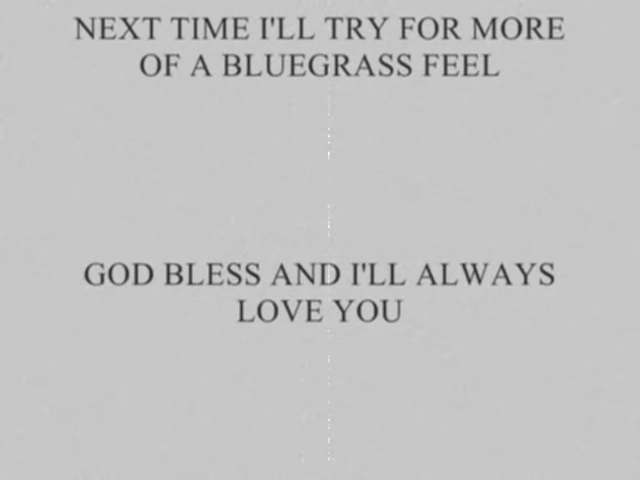 NEXT TIME I'LL TRY FOR MORE
OF A BLUEGRASS FEEL
GOD BLESS AND I'LL ALWAYS
LOVE YOU